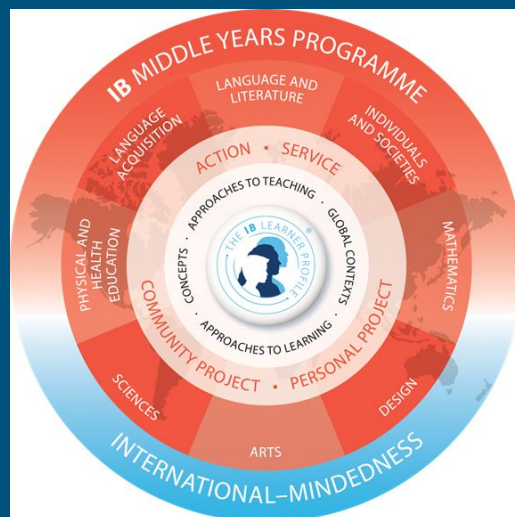 IB MIDDLE YEARS PROGRAMME
LANGUAGE AND
LITERATURE
LANGUAGE
ACQUISITION
INDIVIDUALS
AND SOCIETIES
PHYSICAL AND
HEALTH
EDUCATION
MATHEMATICS
SCIENCES
ARTS
DESIGN
ACTION • SERVICE
COMMUNITY PROJECT • PERSONAL PROJECT
APPROACHES TO TEACHING ·
GLOBAL CONTEXTS ·
CONCEPTS ·
APPROACHES TO LEARNING ·
THE IB LEARNER PROFILE
®
INTERNATIONAL–MINDEDNESS